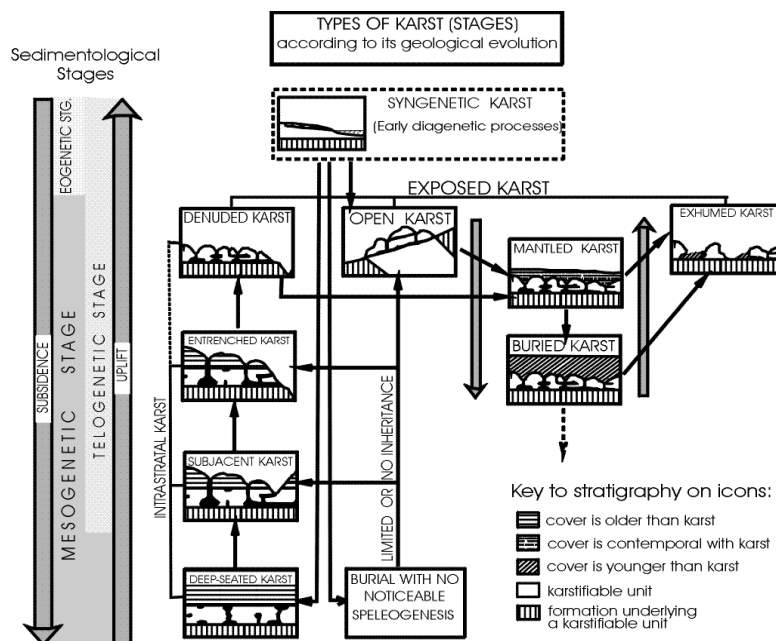 TYPES OF KARST (STAGES)
according to its geological evolution
Sedimentological
Stages
SYNGENETIC KARST
(Early diagenetic processes)
EOGENETIC STG.
MESOGENETIC STAGE
TELOGENETIC STAGE
SUBSIDENCE
UPLIFT
EXPOSED KARST
DENUDED KARST
OPEN KARST
MANTLED KARST
EXHUMED KARST
ENTRENCHED KARST
BURIED KARST
INTRASTRATAL KARST
SUBJACENT KARST
LIMITED OR NO INHERITANCE
DEEP-SEATED KARST
BURIAL WITH NO
NOTICEABLE
SPELEOGENESIS
Key to stratigraphy on icons:
cover is older than karst
cover is contemporal with karst
cover is younger than karst
karstifiable unit
formation underlying
a karstifiable unit